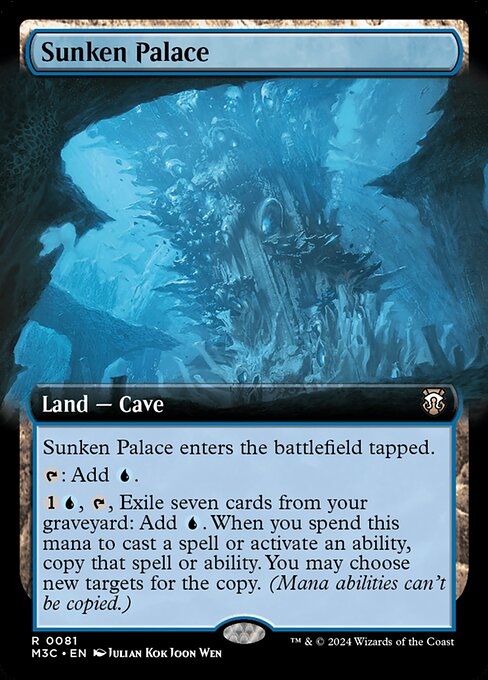 Sunken Palace
Land — Cave
Sunken Palace enters the battlefield tapped.
: Add .
1 , , Exile seven cards from your
graveyard: Add . When you spend this
mana to cast a spell or activate an ability,
copy that spell or ability. You may choose
new targets for the copy. (Mana abilities can't
be copied.)
R 0081
M3C • EN Julian Kok Joon Wen
™ & © 2024 Wizards of the Coast